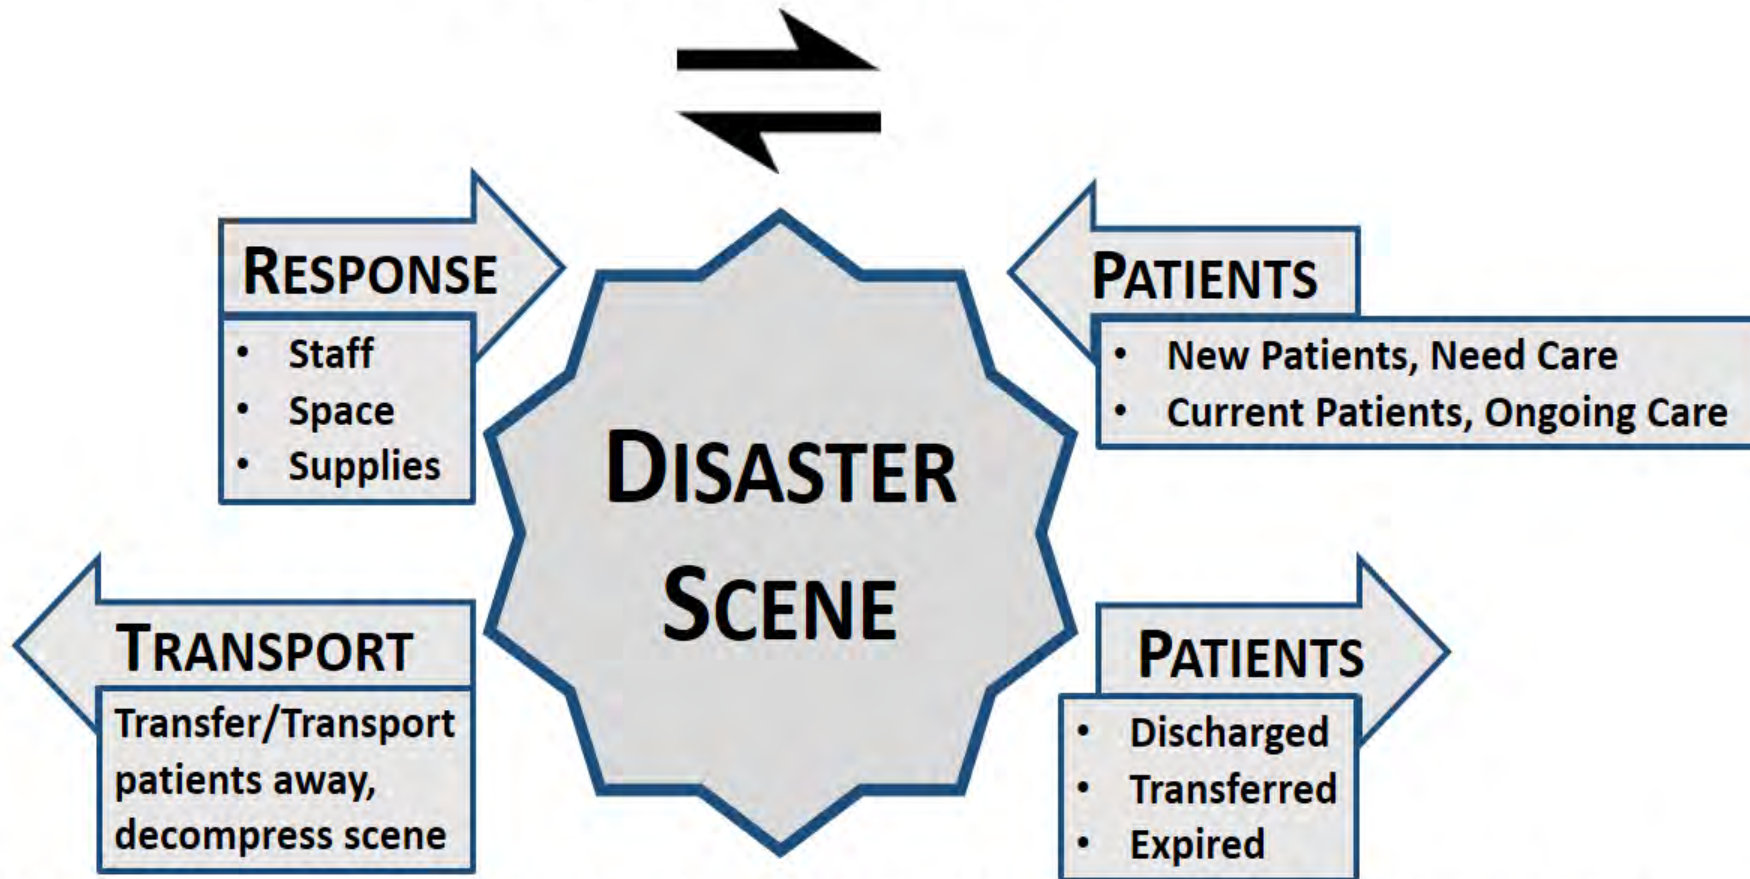 RESPONSE
• Staff
• Space
• Supplies
PATIENTS
• New Patients, Need Care
• Current Patients, Ongoing Care
DISASTER
SCENE
TRANSPORT
Transfer/Transport
patients away,
decompress scene
PATIENTS
• Discharged
• Transferred
• Expired